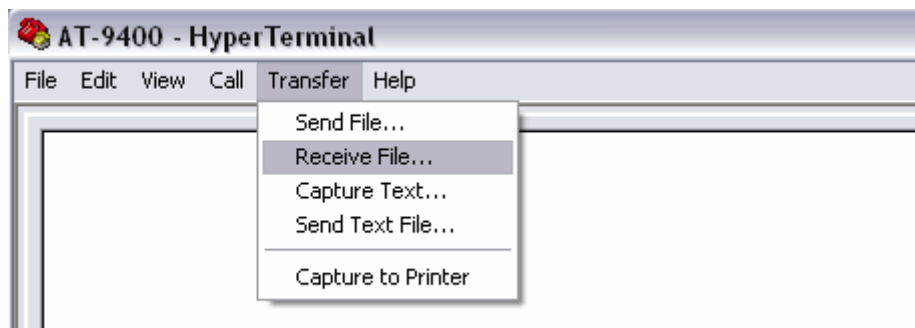 AT-9400 - HyperTerminal
File Edit View Call Transfer Help
Send File...
Receive File...
Capture Text...
Send Text File...
Capture to Printer